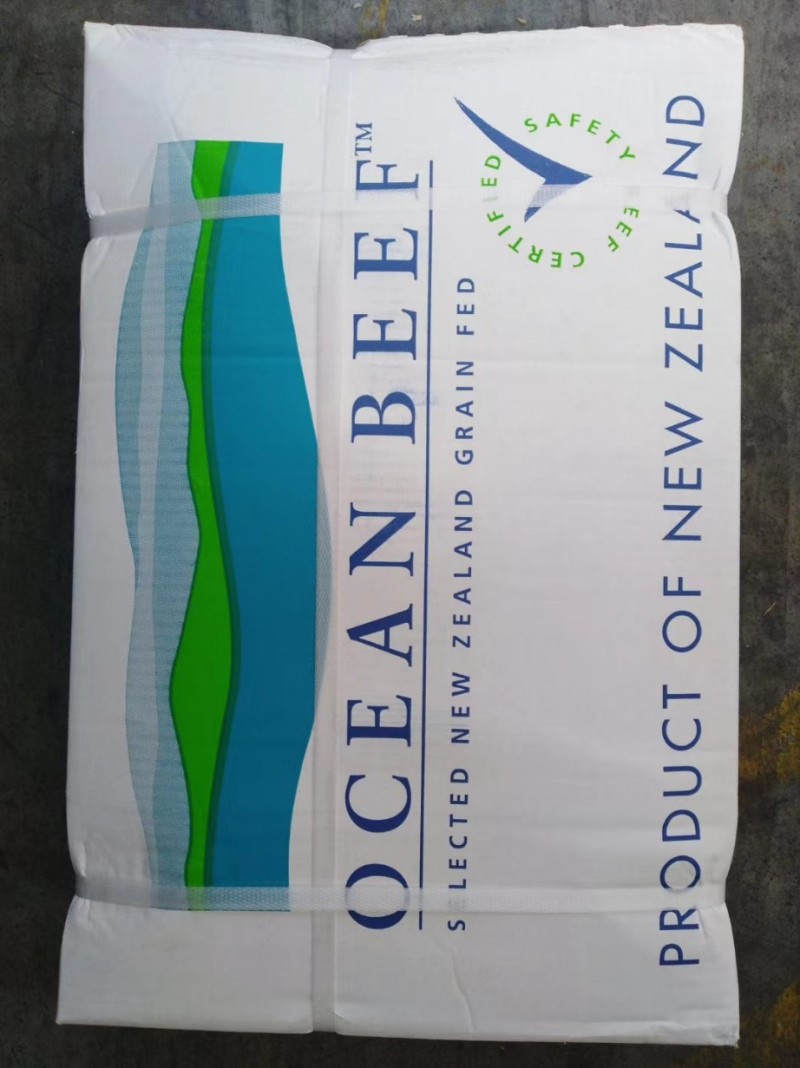 OCEAN BEEF™
SELECTED NEW ZEALAND GRAIN FED
SAFETY
EEF CERTIFIED
PRODUCT OF NEW ZEALAND